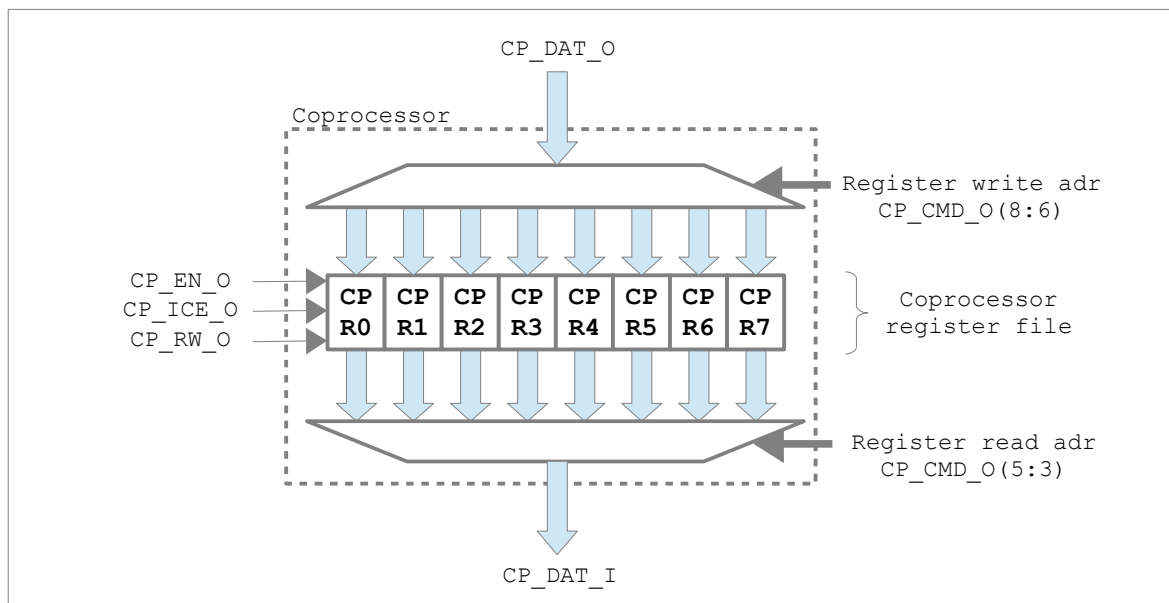 CP_DAT_O
Coprocessor
Register write adr
CP_CMD_O(8:6)
CP_EN_O
CP_ICE_O
CP_RW_O
CP CP CP CP CP CP CP CP
R0 R1 R2 R3 R4 R5 R6 R7
Coprocessor
register file
Register read adr
CP_CMD_O(5:3)
CP_DAT_I